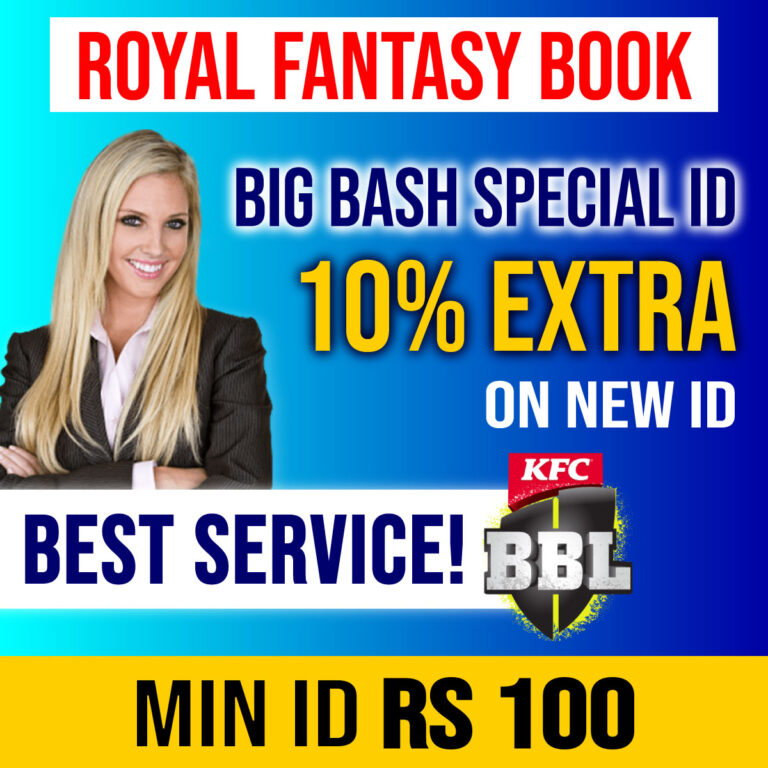 ROYAL FANTASY BOOK
BIG BASH SPECIAL ID
10% EXTRA
ON NEW ID
KFC
BBL
BEST SERVICE!
MIN ID RS 100